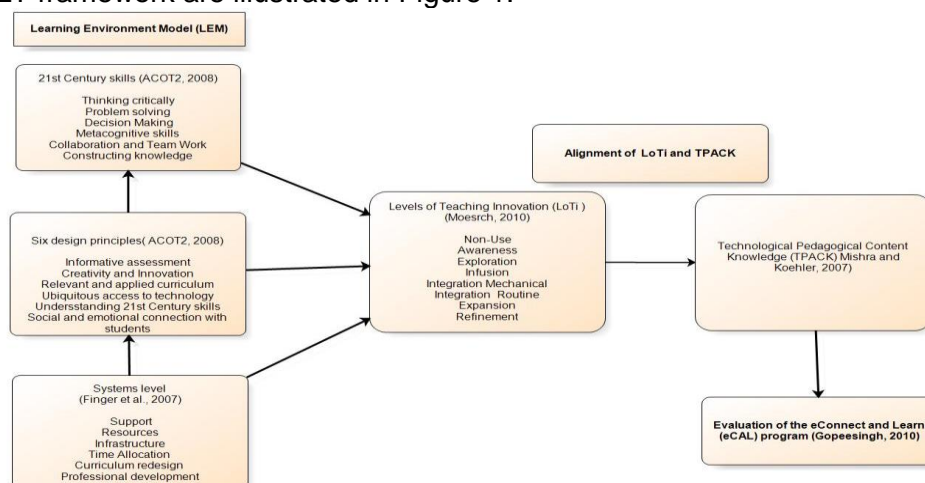 framework are illustrated in Figure 1.
Learning Environment Model (LEM)
21st Century skills (ACOT2, 2008)
Thinking critically
Problem solving
Decision Making
Metacognitive skills
Collaboration and Team Work
Constructing knowledge
Six design principles( ACOT2, 2008)
Informative assessment
Creativity and Innovation
Relevant and applied curriculum
Ubiquitous access to technology
Undersstanding 21st Century skills
Social and emotional connection with
students
Systems level
(Finger et al., 2007)
Support
Resources
Infrastructure
Time Allocation
Curriculum redesign
Professional development
Alignment of LoTi and TPACK
Levels of Teaching Innovation (LoTi )
(Moesrch, 2010)
Non-Use
Awareness
Exploration
Infusion
Integration Mechanical
Integration Routine
Expansion
Refinement
Technological Pedagogical Content
Knowledge (TPACK) Mishra and
Koehler, 2007)
Evaluation of the eConnect and Learn
(eCAL) program (Gopeesingh, 2010)